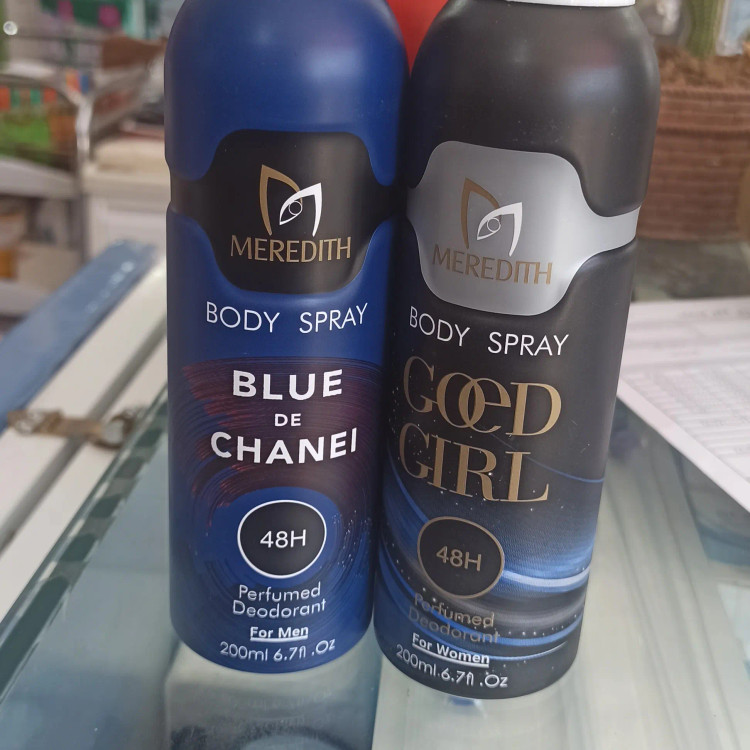 MEREDITH
BODY SPRAY
BLUE
DE
CHANEI
48H
Perfumed
Deodorant
For Men
200ml 6.7fl .Oz
MEREDITH
BODY SPRAY
GOeD
GIRL
48H
Perfumed
Deodorant
For Women
200ml 6.7fl .Oz